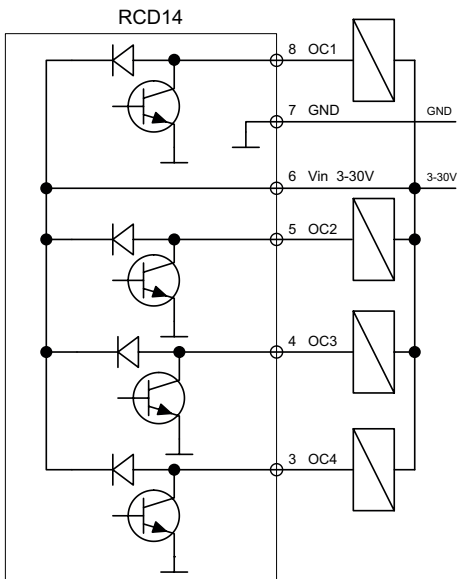 RCD14
8 OC1
7 GND
GND
6 Vin 3-30V
3-30V
5 OC2
4 OC3
3 OC4